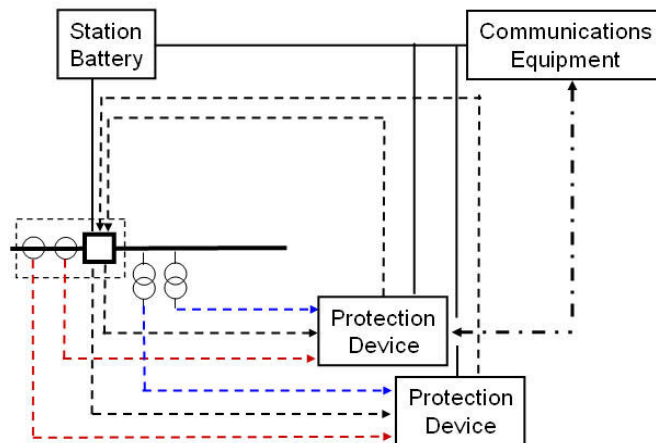 Station
Battery
Communications
Equipment
Protection
Device
Protection
Device